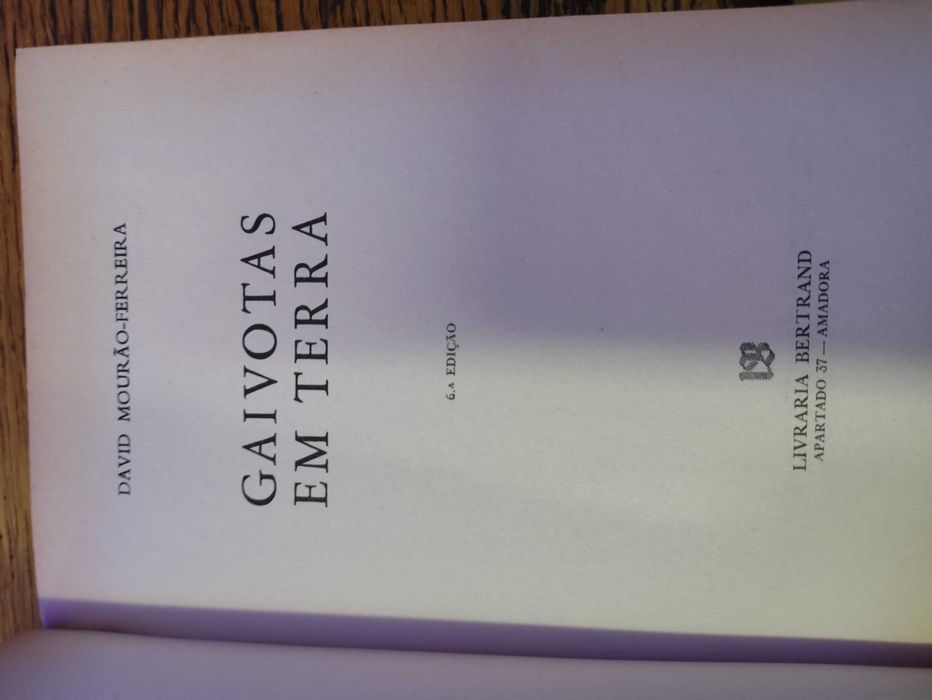 DAVID MOURÃO-FERREIRA
GAIVOTAS
EM TERRA
6.ᴬ EDIÇÃO
LIVRARIA BERTRAND
APARTADO 37 — AMADORA